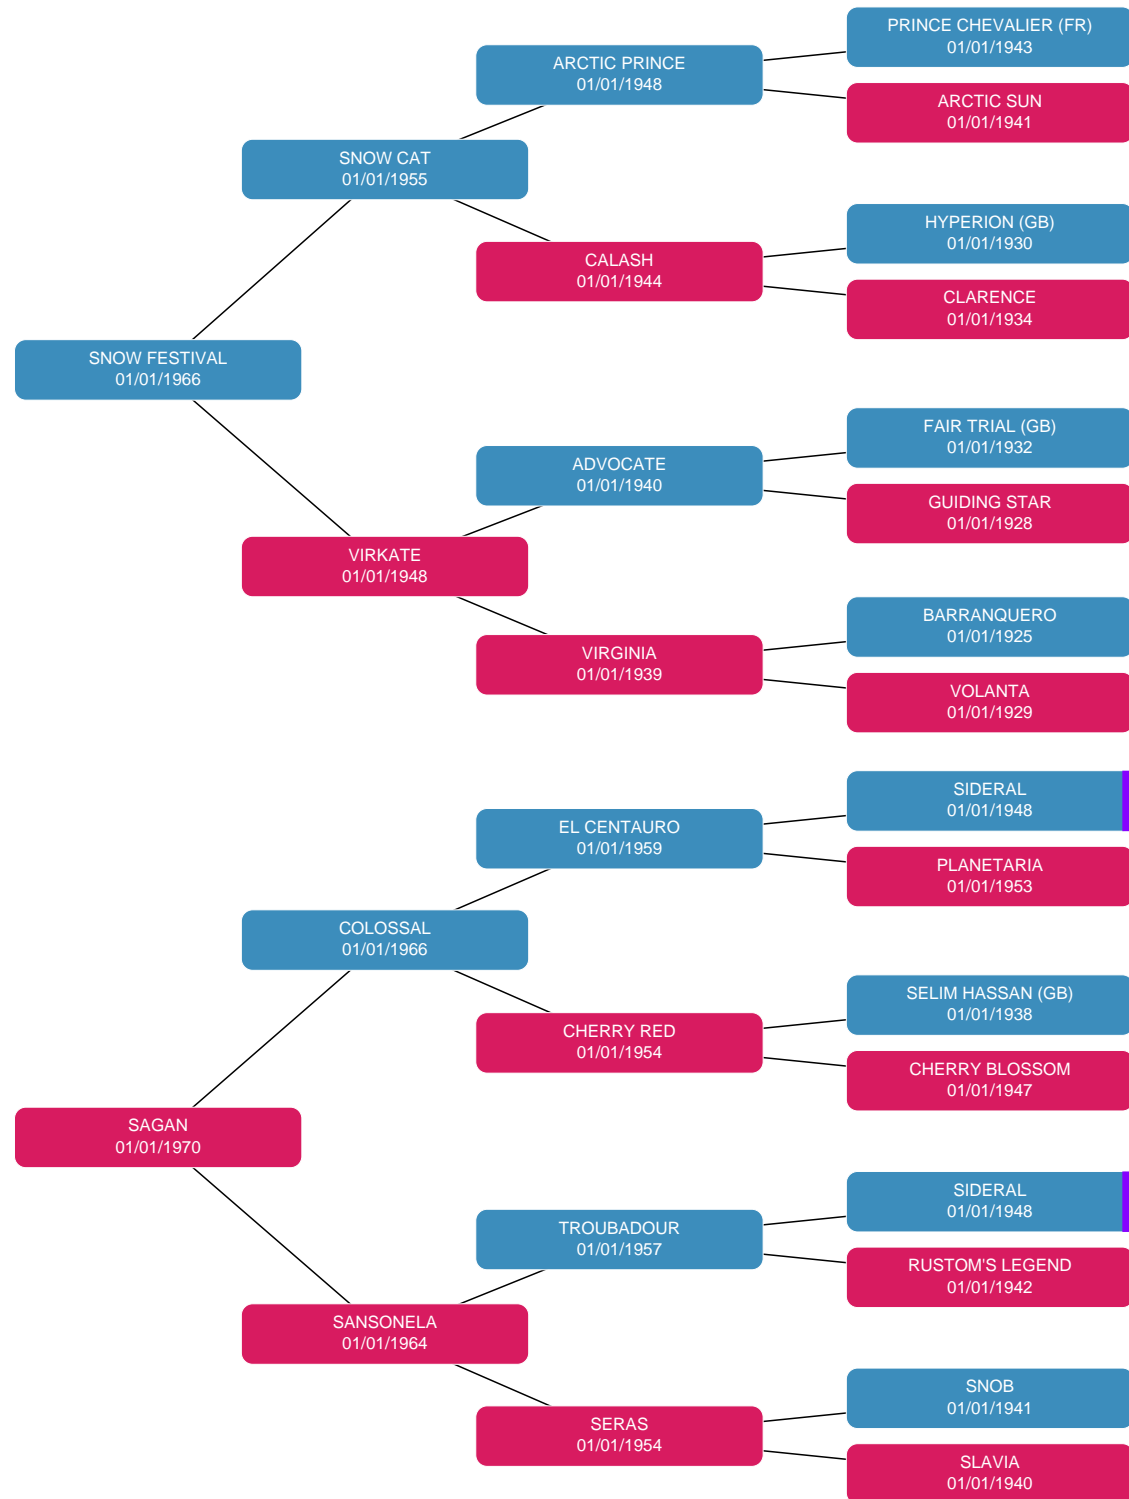 PRINCE CHEVALIER (FR)
01/01/1943
ARCTIC PRINCE
01/01/1948
ARCTIC SUN
01/01/1941
SNOW CAT
01/01/1955
HYPERION (GB)
01/01/1930
CALASH
01/01/1944
CLARENCE
01/01/1934
SNOW FESTIVAL
01/01/1966
FAIR TRIAL (GB)
01/01/1932
ADVOCATE
01/01/1940
GUIDING STAR
01/01/1928
VIRKATE
01/01/1948
BARRANQUERO
01/01/1925
VIRGINIA
01/01/1939
VOLANTA
01/01/1929
SIDERAL
01/01/1948
EL CENTAURO
01/01/1959
PLANETARIA
01/01/1953
COLOSSAL
01/01/1966
SELIM HASSAN (GB)
01/01/1938
CHERRY RED
01/01/1954
CHERRY BLOSSOM
01/01/1947
SAGAN
01/01/1970
SIDERAL
01/01/1948
TROUBADOUR
01/01/1957
RUSTOM'S LEGEND
01/01/1942
SANSONELA
01/01/1964
SNOB
01/01/1941
SERAS
01/01/1954
SLAVIA
01/01/1940